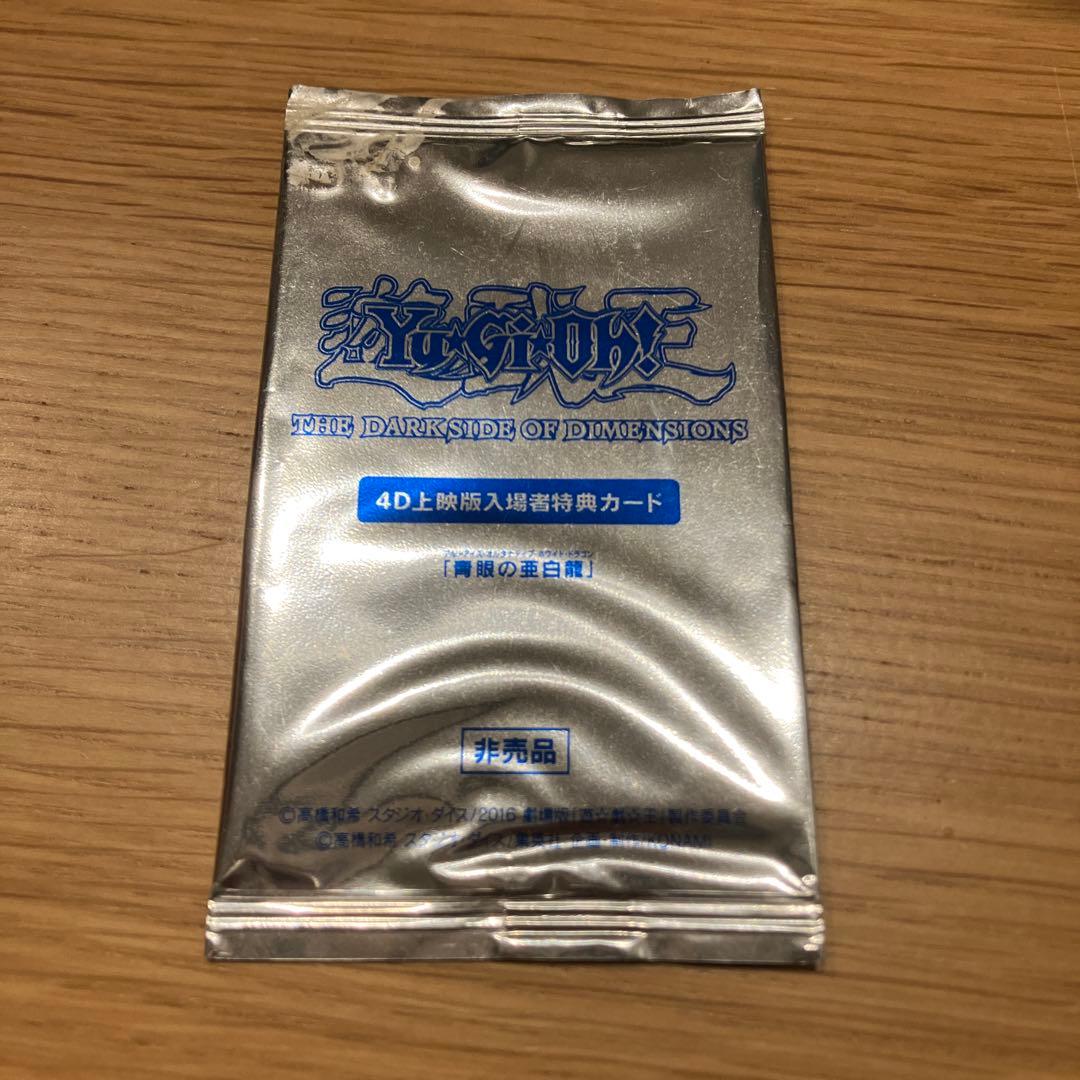 遊戯王
Yu-Gi-Oh!
THE DARKSIDE OF DIMENSIONS
4D上映版入場者特典カード
ブルーアイズ・オルタナティブ・ホワイト・ドラゴン
「青眼の亜白龍」
非売品
©高橋和希 スタジオ・ダイス/2016 劇場版「遊☆戯☆王」製作委員会
©高橋和希 スタジオ・ダイス/集英社 企画・制作/KONAMI